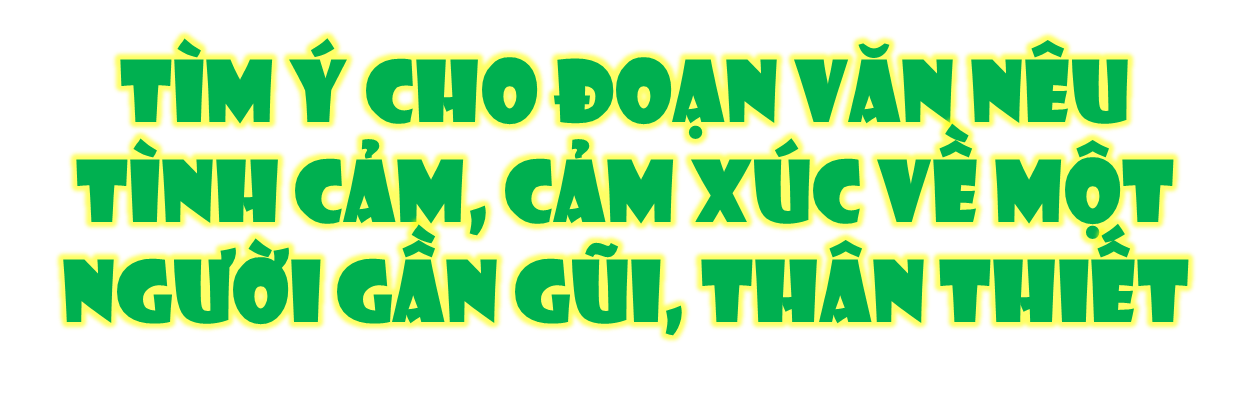 TÌM Ý CHO ĐOẠN VĂN NÊU
TÌNH CẢM, CẢM XÚC VỀ MỘT
NGƯỜI GẦN GŨI, THÂN THIẾT